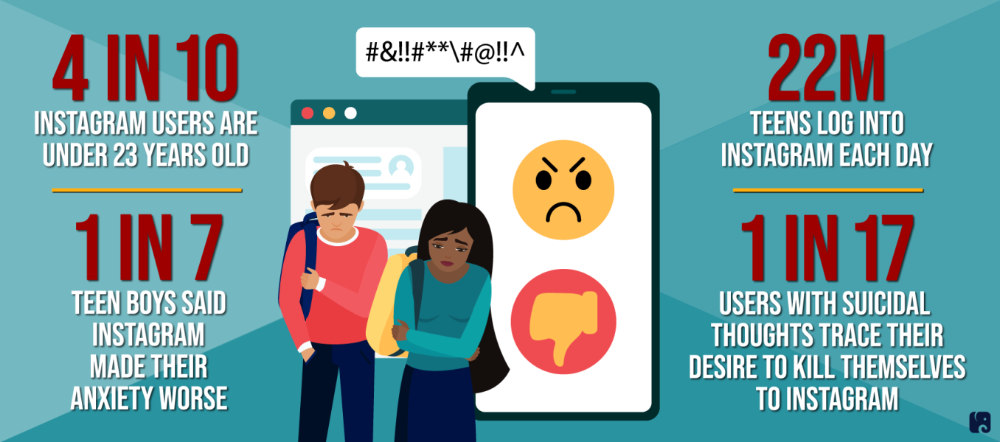 4 IN 10
INSTAGRAM USERS ARE
UNDER 23 YEARS OLD
1 IN 7
TEEN BOYS SAID
INSTAGRAM
MADE THEIR
ANXIETY WORSE
#&!!#**\#@!!^
22M
TEENS LOG INTO
INSTAGRAM EACH DAY
1 IN 17
USERS WITH SUICIDAL
THOUGHTS TRACE THEIR
DESIRE TO KILL THEMSELVES
TO INSTAGRAM